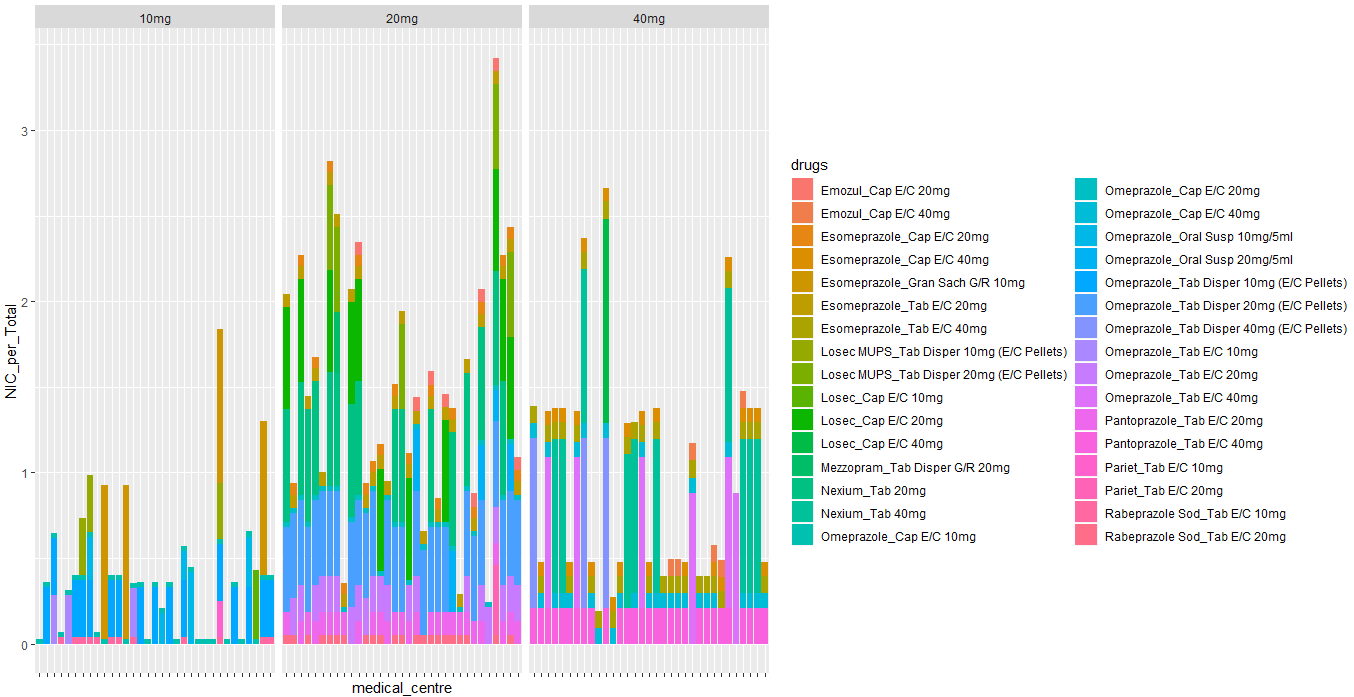 10mg
20mg
40mg
NIC_per_Total
3
2
1
0
medical_centre
drugs
Emozul_Cap E/C 20mg
Emozul_Cap E/C 40mg
Esomeprazole_Cap E/C 20mg
Esomeprazole_Cap E/C 40mg
Esomeprazole_Gran Sach G/R 10mg
Esomeprazole_Tab E/C 20mg
Esomeprazole_Tab E/C 40mg
Losec MUPS_Tab Disper 10mg (E/C Pellets)
Losec MUPS_Tab Disper 20mg (E/C Pellets)
Losec_Cap E/C 10mg
Losec_Cap E/C 20mg
Losec_Cap E/C 40mg
Mezzopram_Tab Disper G/R 20mg
Nexium_Tab 20mg
Nexium_Tab 40mg
Omeprazole_Cap E/C 10mg
Omeprazole_Cap E/C 20mg
Omeprazole_Cap E/C 40mg
Omeprazole_Oral Susp 10mg/5ml
Omeprazole_Oral Susp 20mg/5ml
Omeprazole_Tab Disper 10mg (E/C Pellets)
Omeprazole_Tab Disper 20mg (E/C Pellets)
Omeprazole_Tab Disper 40mg (E/C Pellets)
Omeprazole_Tab E/C 10mg
Omeprazole_Tab E/C 20mg
Omeprazole_Tab E/C 40mg
Pantoprazole_Tab E/C 20mg
Pantoprazole_Tab E/C 40mg
Pariet_Tab E/C 10mg
Pariet_Tab E/C 20mg
Rabeprazole Sod_Tab E/C 10mg
Rabeprazole Sod_Tab E/C 20mg